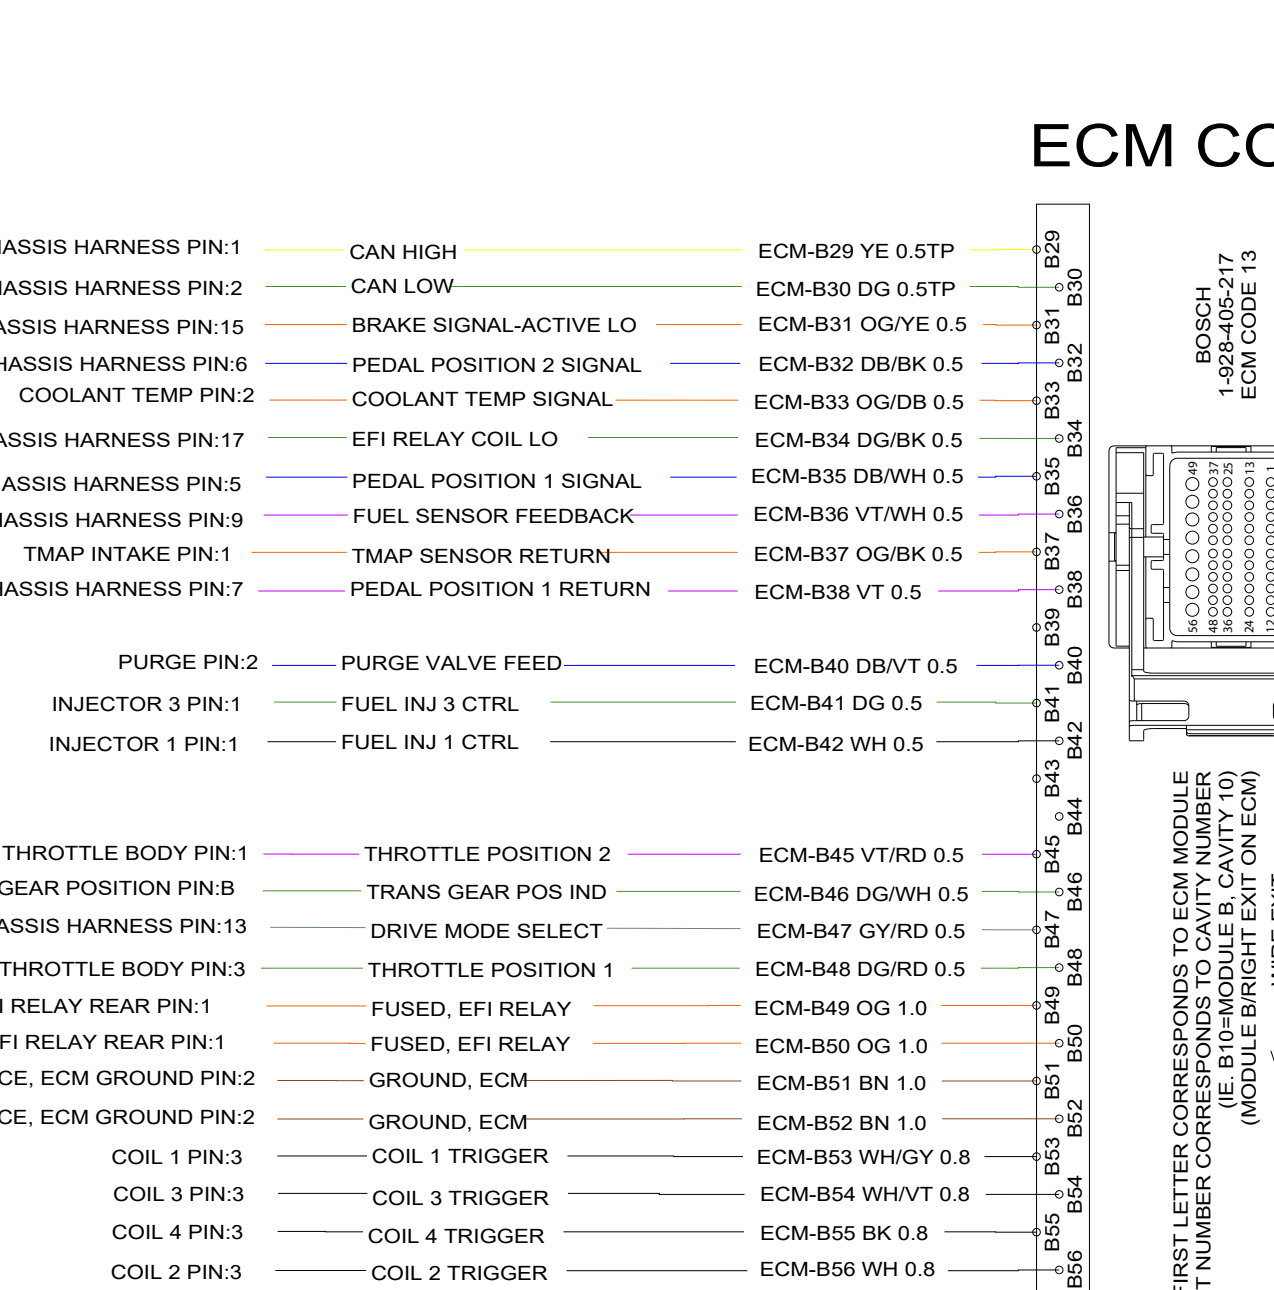 ECM CO
HASSIS HARNESS PIN:1 CAN HIGH ECM-B29 YE 0.5TP B29
HASSIS HARNESS PIN:2 CAN LOW ECM-B30 DG 0.5TP B30
ASSIS HARNESS PIN:15 BRAKE SIGNAL-ACTIVE LO ECM-B31 OG/YE 0.5 B31
HASSIS HARNESS PIN:6 PEDAL POSITION 2 SIGNAL ECM-B32 DB/BK 0.5 B32
COOLANT TEMP PIN:2 COOLANT TEMP SIGNAL ECM-B33 OG/DB 0.5 B33
ASSIS HARNESS PIN:17 EFI RELAY COIL LO ECM-B34 DG/BK 0.5 B34
ASSIS HARNESS PIN:5 PEDAL POSITION 1 SIGNAL ECM-B35 DB/WH 0.5 B35
HASSIS HARNESS PIN:9 FUEL SENSOR FEEDBACK ECM-B36 VT/WH 0.5 B36
TMAP INTAKE PIN:1 TMAP SENSOR RETURN ECM-B37 OG/BK 0.5 B37
HASSIS HARNESS PIN:7 PEDAL POSITION 1 RETURN ECM-B38 VT 0.5 B38
B39
PURGE PIN:2 PURGE VALVE FEED ECM-B40 DB/VT 0.5 B40
INJECTOR 3 PIN:1 FUEL INJ 3 CTRL ECM-B41 DG 0.5 B41
INJECTOR 1 PIN:1 FUEL INJ 1 CTRL ECM-B42 WH 0.5 B42
B43
B44
THROTTLE BODY PIN:1 THROTTLE POSITION 2 ECM-B45 VT/RD 0.5 B45
GEAR POSITION PIN:B TRANS GEAR POS IND ECM-B46 DG/WH 0.5 B46
ASSIS HARNESS PIN:13 DRIVE MODE SELECT ECM-B47 GY/RD 0.5 B47
THROTTLE BODY PIN:3 THROTTLE POSITION 1 ECM-B48 DG/RD 0.5 B48
I RELAY REAR PIN:1 FUSED, EFI RELAY ECM-B49 OG 1.0 B49
FI RELAY REAR PIN:1 FUSED, EFI RELAY ECM-B50 OG 1.0 B50
CE, ECM GROUND PIN:2 GROUND, ECM ECM-B51 BN 1.0 B51
CE, ECM GROUND PIN:2 GROUND, ECM ECM-B52 BN 1.0 B52
COIL 1 PIN:3 COIL 1 TRIGGER ECM-B53 WH/GY 0.8 B53
COIL 3 PIN:3 COIL 3 TRIGGER ECM-B54 WH/VT 0.8 B54
COIL 4 PIN:3 COIL 4 TRIGGER ECM-B55 BK 0.8 B55
COIL 2 PIN:3 COIL 2 TRIGGER ECM-B56 WH 0.8 B56
BOSCH
1-928-405-217
ECM CODE 13
49 37 25 13 1
56 48 36 24 12
FIRST LETTER CORRESPONDS TO ECM MODULE
T NUMBER CORRESPONDS TO CAVITY NUMBER
(IE. B10=MODULE B, CAVITY 10)
(MODULE B/RIGHT EXIT ON ECM)